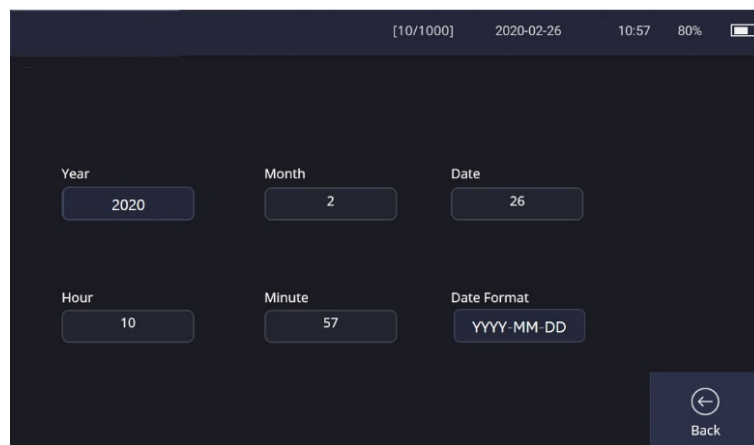 [10/1000] 2020-02-26 10:57 80%
Year Month Date
2020 2 26
Hour Minute Date Format
10 57 YYYY-MM-DD
Back